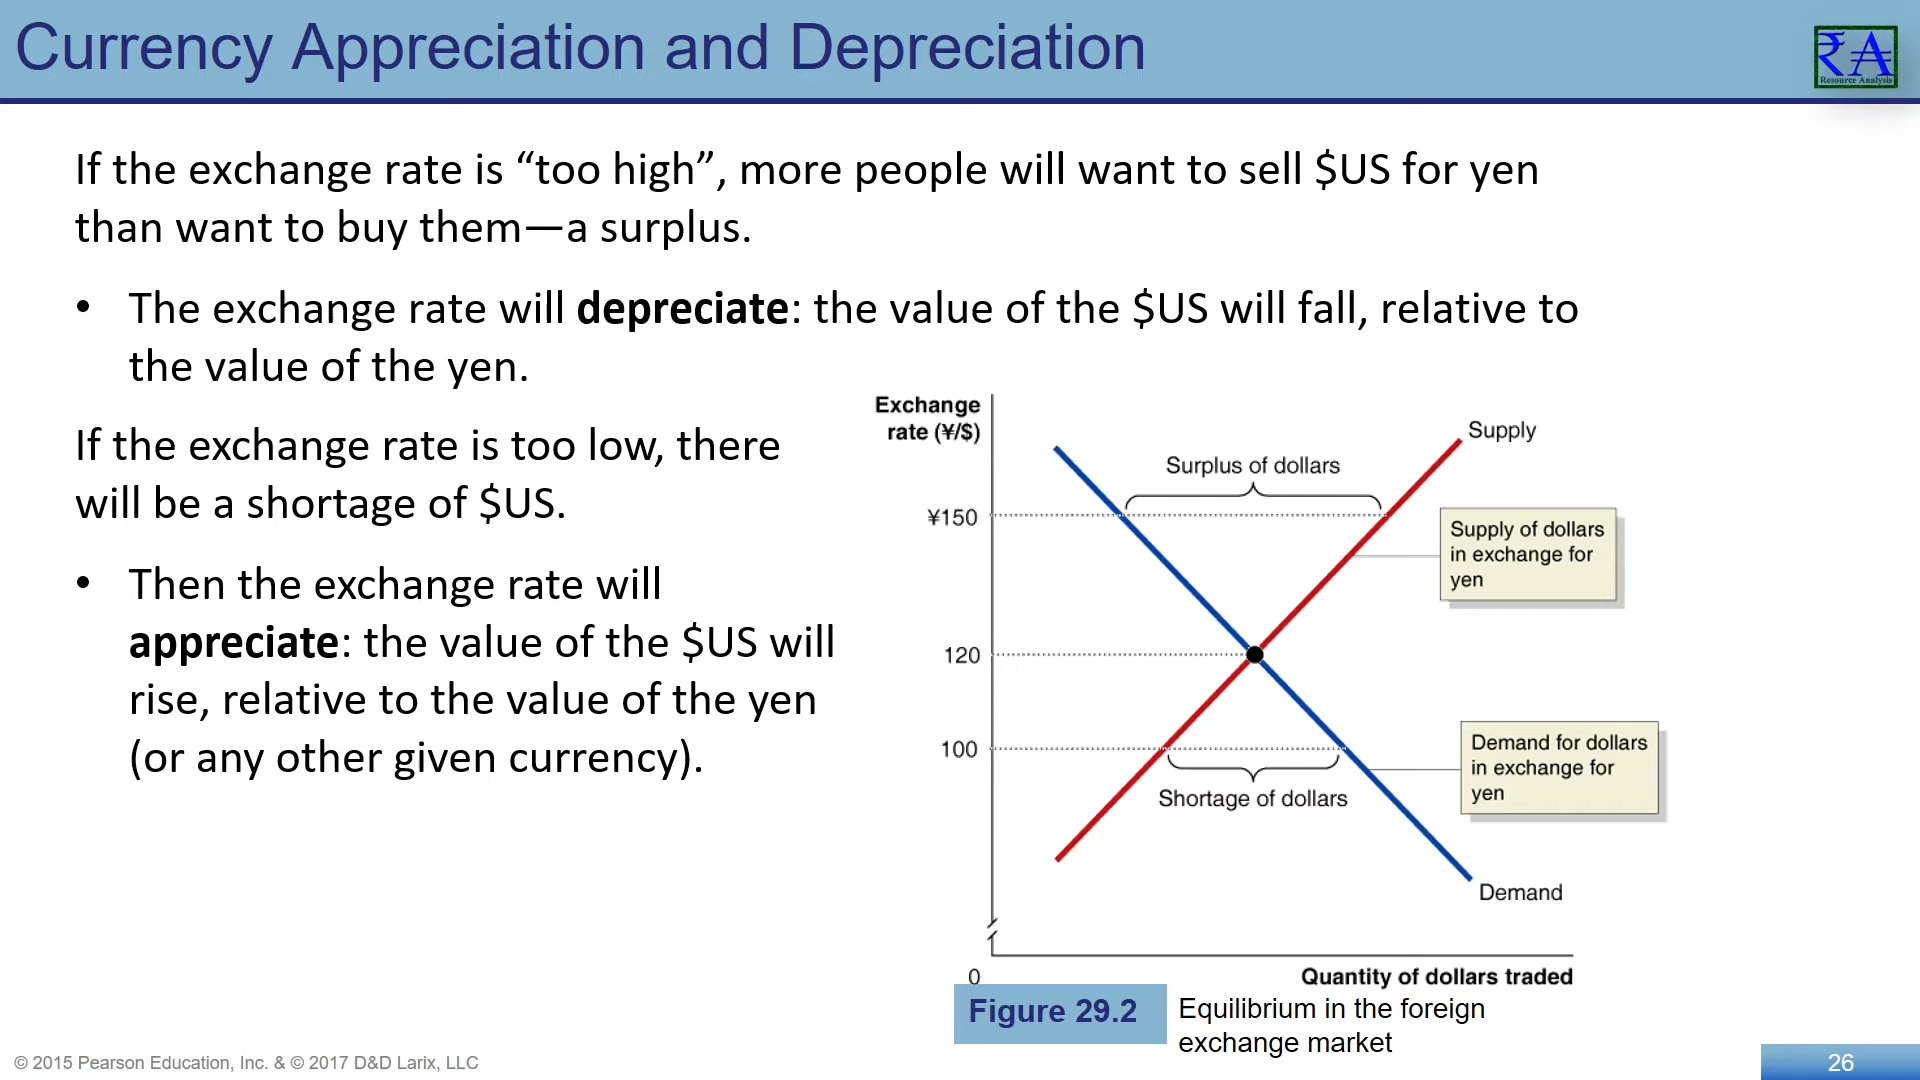 Currency Appreciation and Depreciation
₹A
Resource Analysis
If the exchange rate is “too high”, more people will want to sell $US for yen
than want to buy them—a surplus.
• The exchange rate will depreciate: the value of the $US will fall, relative to
the value of the yen.
If the exchange rate is too low, there
will be a shortage of $US.
• Then the exchange rate will
appreciate: the value of the $US will
rise, relative to the value of the yen
(or any other given currency).
Exchange
rate (¥/$)
Supply
Surplus of dollars
¥150
Supply of dollars
in exchange for
yen
120
100
Demand for dollars
in exchange for
yen
Shortage of dollars
Demand
0
Quantity of dollars traded
Figure 29.2
Equilibrium in the foreign
exchange market
© 2015 Pearson Education, Inc. & © 2017 D&D Larix, LLC
26